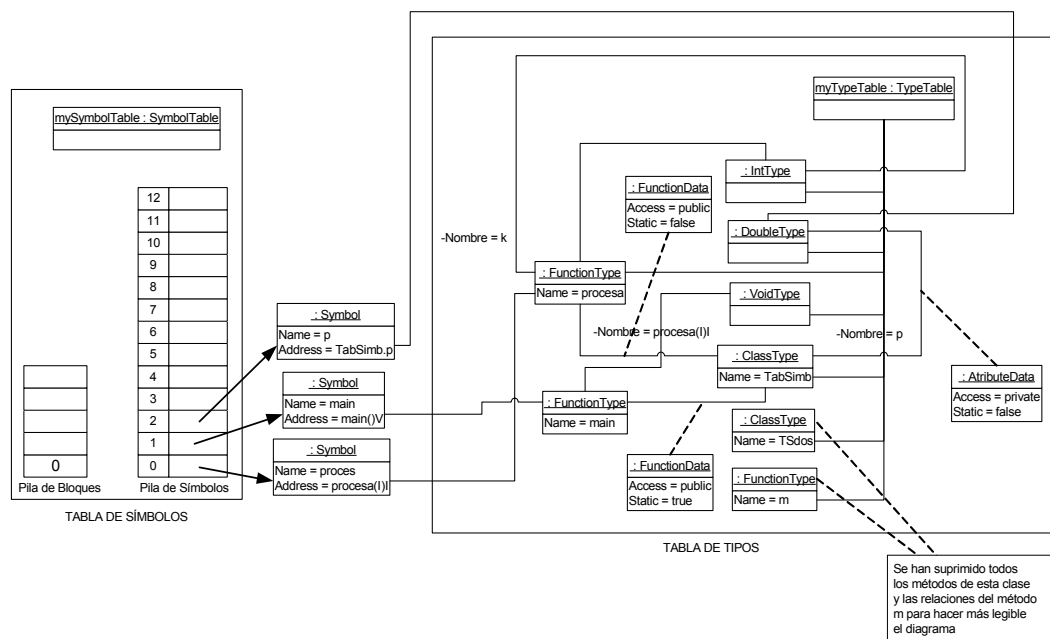 myTypeTable : TypeTable
mySymbolTable : SymbolTable
12
11
10
9
8
7
6
5
4
3
2
1
0
0
Pila de Bloques
Pila de Símbolos
TABLA DE SÍMBOLOS
: Symbol
Name = p
Address = TabSimb.p
: Symbol
Name = main
Address = main()V
: Symbol
Name = proces
Address = procesa(I)I
-Nombre = k
: FunctionType
Name = procesa
: FunctionData
Access = public
Static = false
: IntType
: DoubleType
: VoidType
-Nombre = procesa(I)I
-Nombre = p
: ClassType
Name = TabSimb
: FunctionType
Name = main
: AtributeData
Access = private
Static = false
: ClassType
Name = TSdos
: FunctionData
Access = public
Static = true
: FunctionType
Name = m
TABLA DE TIPOS
Se han suprimido todos
los métodos de esta clase
y las relaciones del método
m para hacer más legible
el diagrama